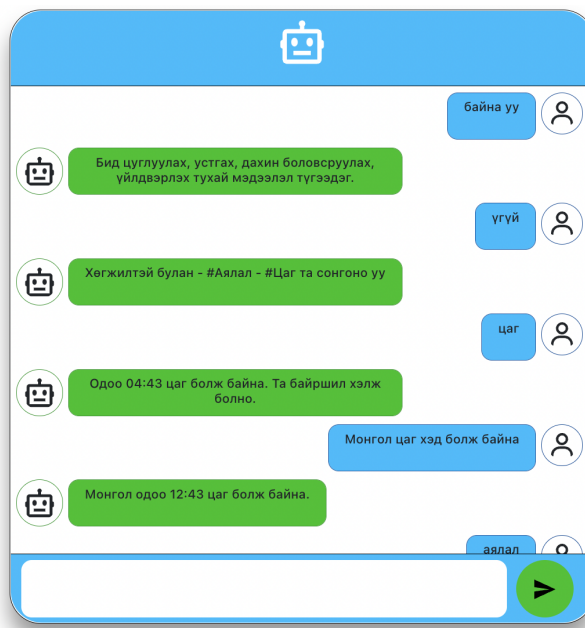 байна уу
Бид цуглуулах, устгах, дахин боловсруулах,
үйлдвэрлэх тухай мэдээлэл түгээдэг.
үгүй
Хөгжилтэй булан - #Аялал - #Цаг та сонгоно уу
цаг
Одоо 04:43 цаг болж байна. Та байршил хэлж
болно.
Монгол цаг хэд болж байна
Монгол одоо 12:43 цаг болж байна.
аялал